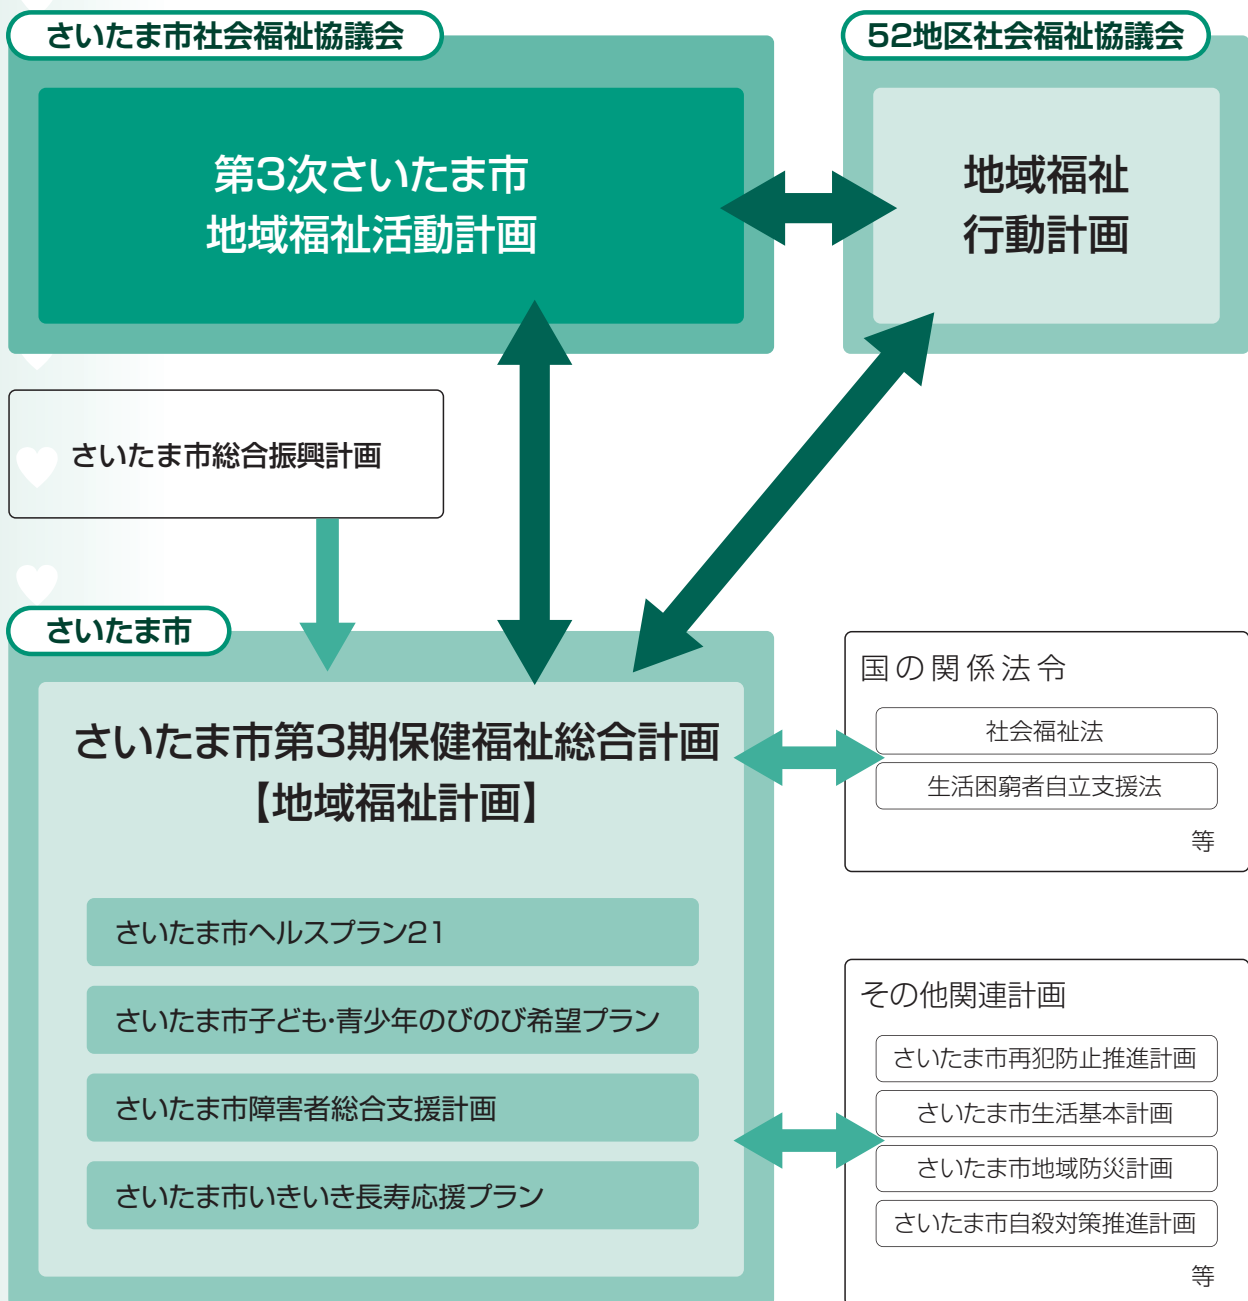 さいたま市社会福祉協議会
第3次さいたま市
地域福祉活動計画
52地区社会福祉協議会
地域福祉
行動計画
さいたま市総合振興計画
さいたま市
さいたま市第3期保健福祉総合計画
【地域福祉計画】
さいたま市ヘルスプラン21
さいたま市子ども・青少年のびのび希望プラン
さいたま市障害者総合支援計画
さいたま市いきいき長寿応援プラン
国の関係法令
社会福祉法
生活困窮者自立支援法
等
その他関連計画
さいたま市再犯防止推進計画
さいたま市生活基本計画
さいたま市地域防災計画
さいたま市自殺対策推進計画
等